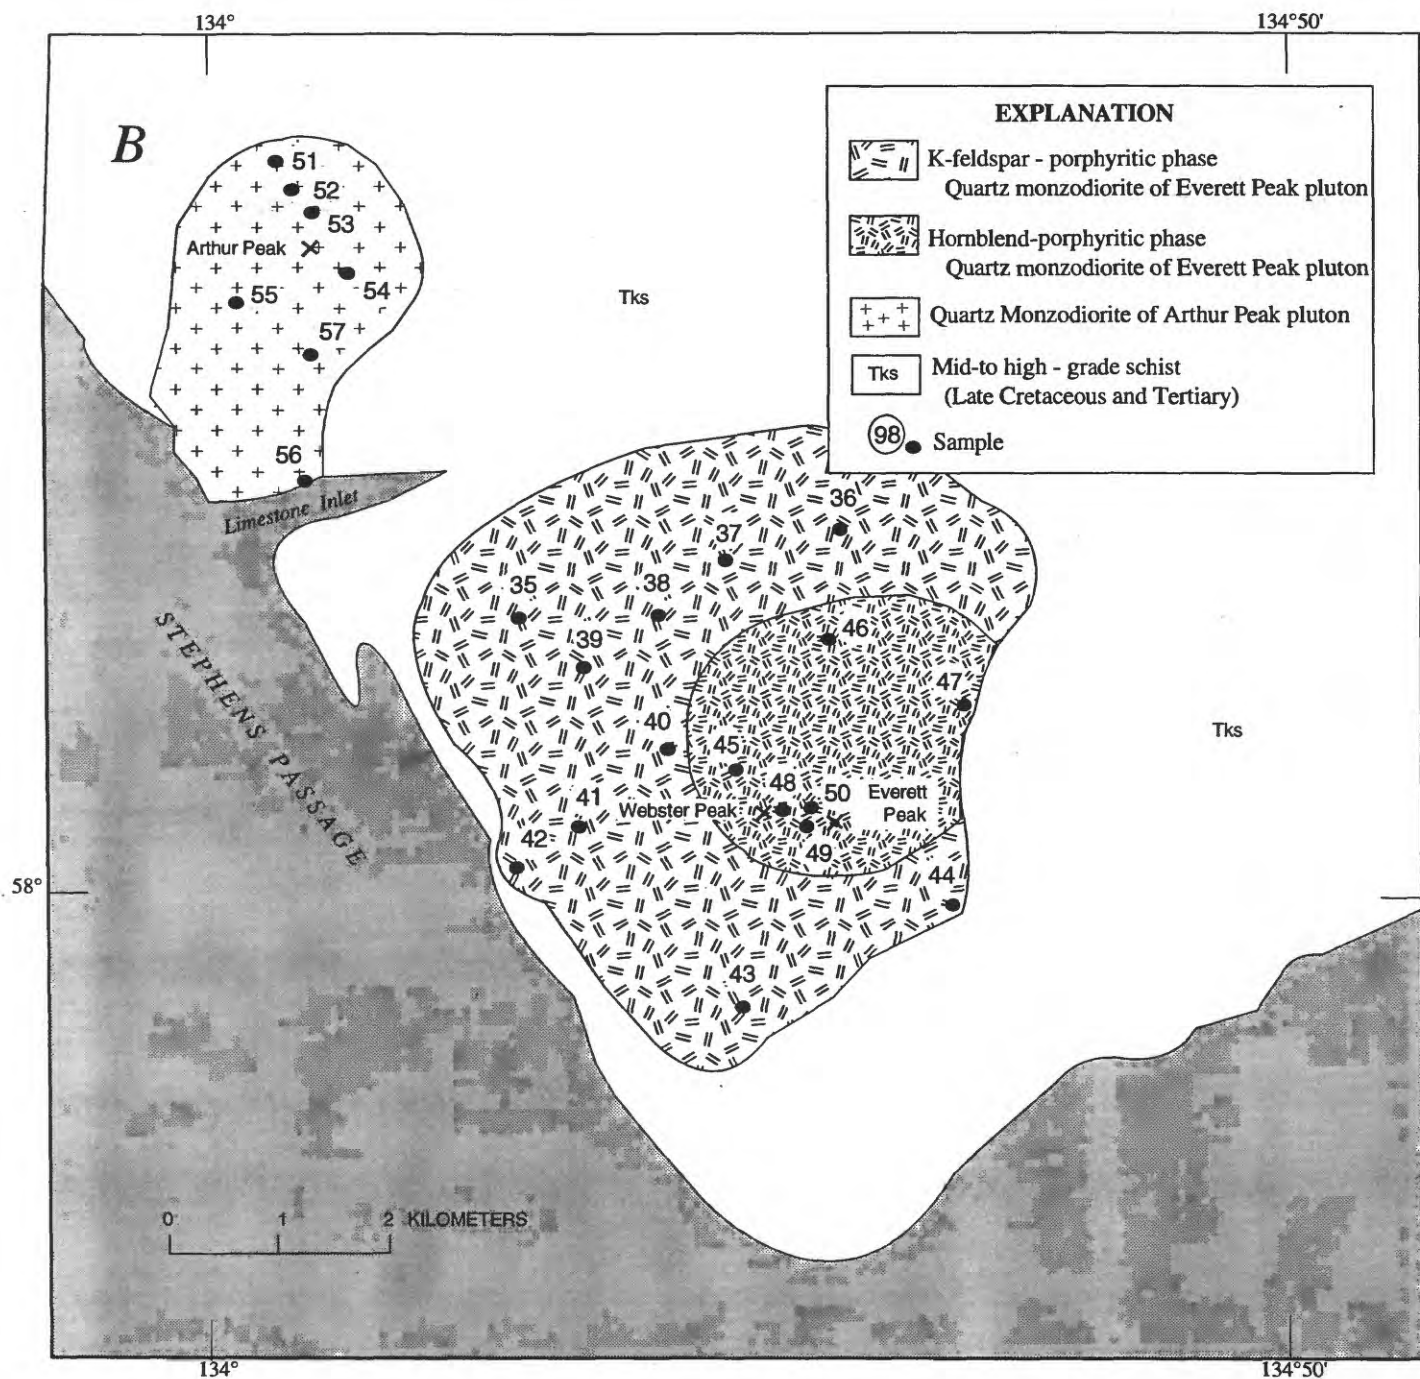 134°
134°50'
B
EXPLANATION
K-feldspar - porphyritic phase
Quartz monzodiorite of Everett Peak pluton
Hornblend-porphyritic phase
Quartz monzodiorite of Everett Peak pluton
Quartz Monzodiorite of Arthur Peak pluton
Tks
Mid-to high - grade schist
(Late Cretaceous and Tertiary)
98
Sample
51
52
53
Arthur Peak
54
55
57
56
Tks
Limestone Inlet
36
37
35
38
39
46
47
40
45
48
50
Everett
Peak
Webster Peak
41
42
49
44
43
Tks
STEPHENS PASSAGE
58°
0 1 2 KILOMETERS
134°
134°50'